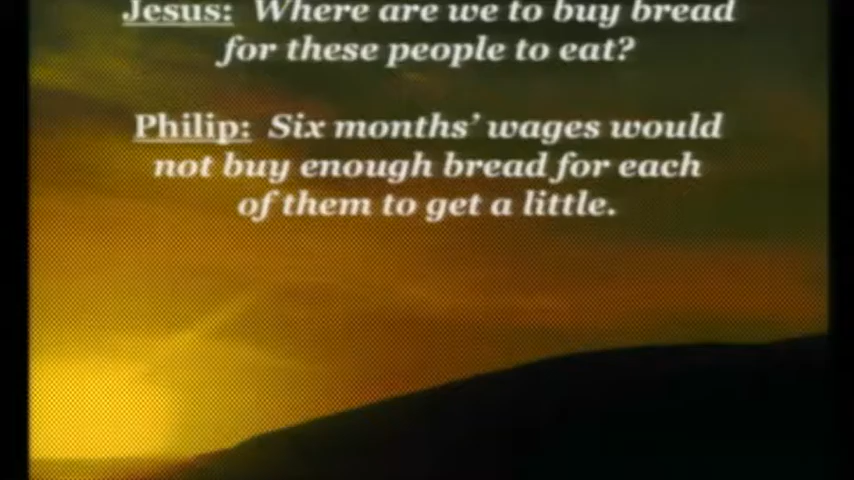 Jesus: Where are we to buy bread
for these people to eat?
Philip: Six months’ wages would
not buy enough bread for each
of them to get a little.